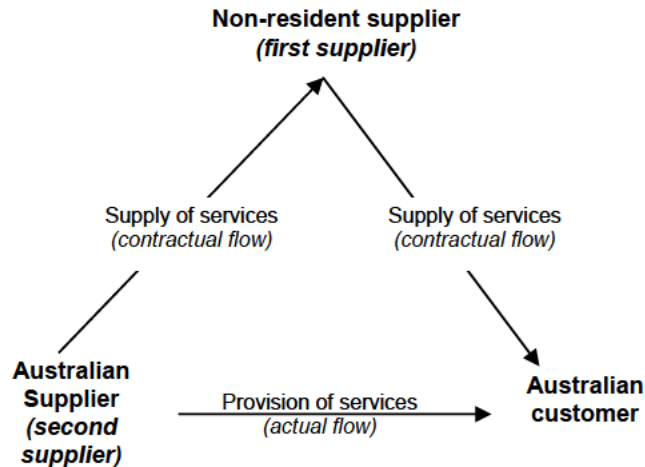 Non-resident supplier
(first supplier)
Supply of services
(contractual flow)
Supply of services
(contractual flow)
Australian
Supplier
(second
supplier)
Provision of services
(actual flow)
Australian
customer